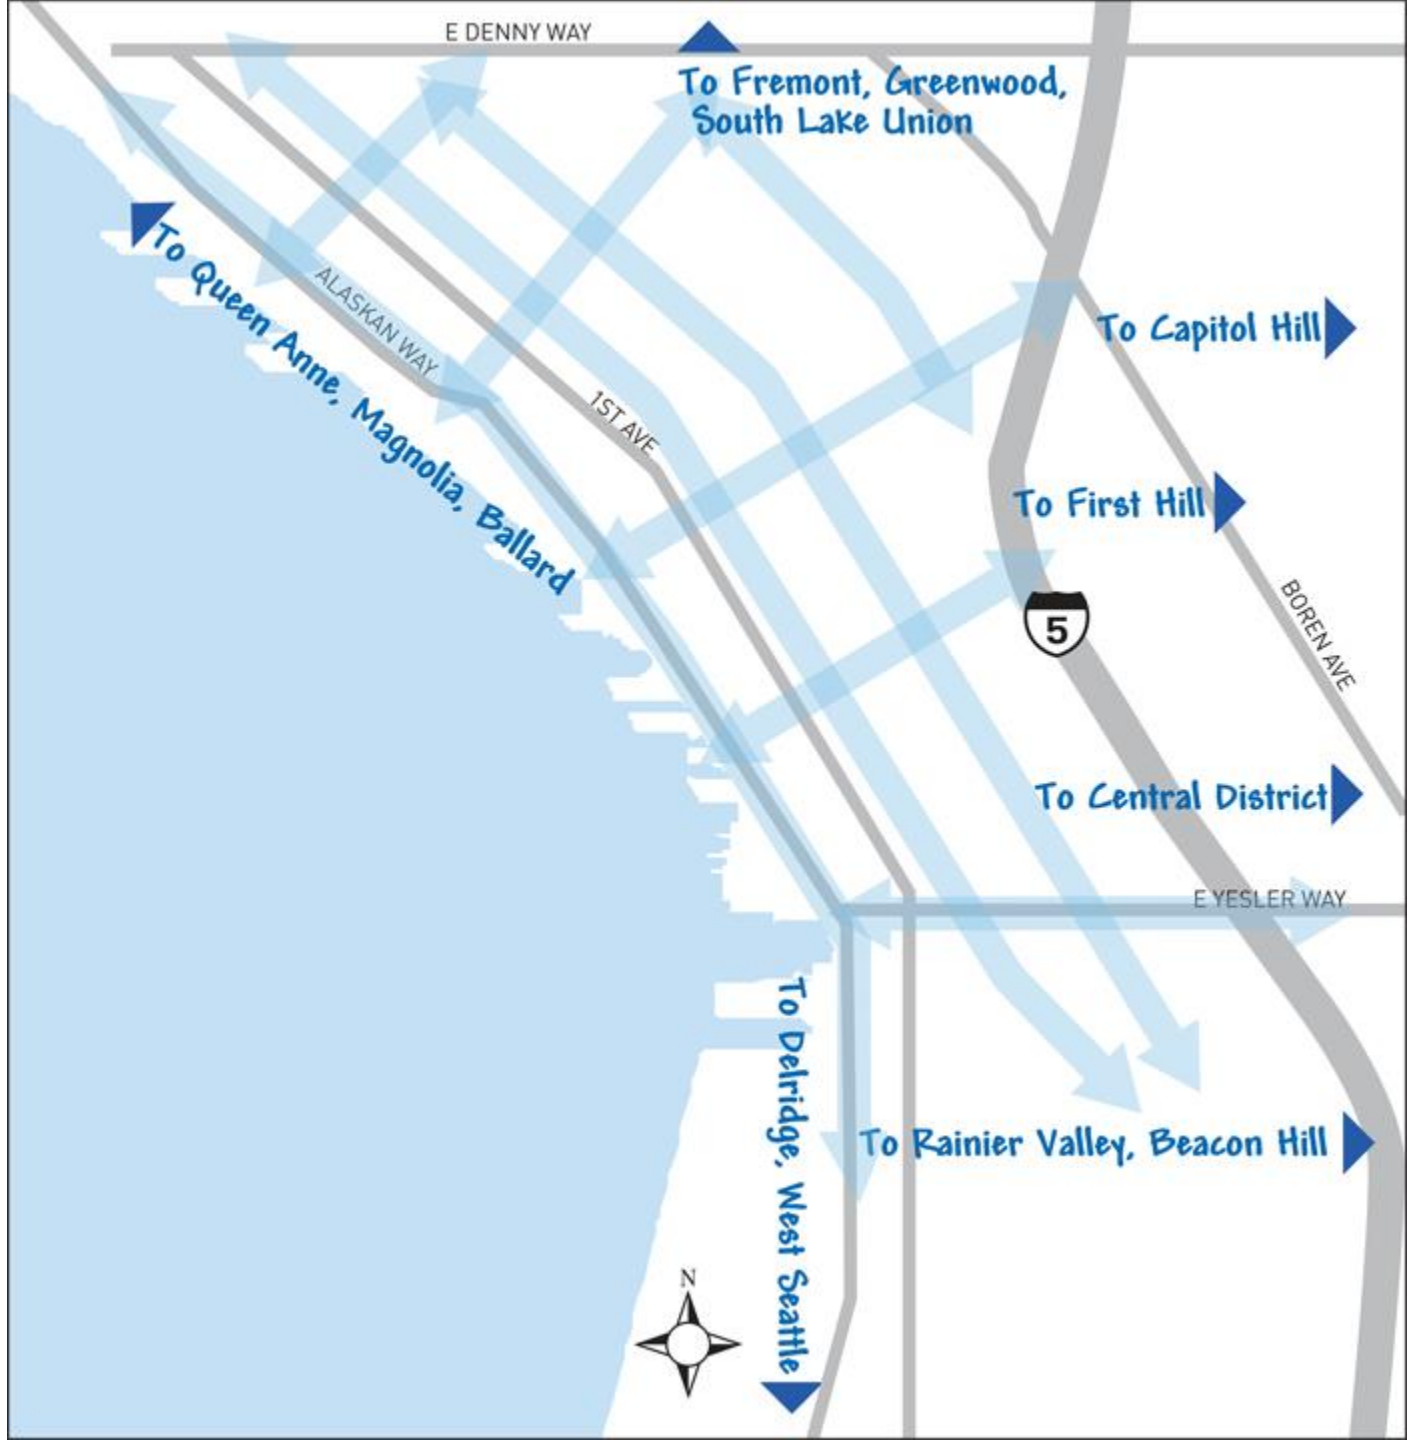 E DENNY WAY
To Fremont, Greenwood,
South Lake Union
To Queen Anne, Magnolia, Ballard
ALASKAN WAY
1ST AVE
To Capitol Hill
To First Hill
5
BOREN AVE
To Central District
E YESLER WAY
To Delridge, West Seattle
To Rainier Valley, Beacon Hill
N